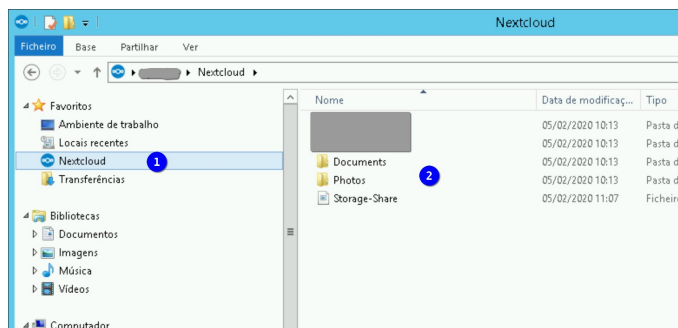 Nextcloud
Ficheiro Base Partilhar Ver
Nextcloud
Nome Data de modificaç... Tipo
Favoritos
Ambiente de trabalho 05/02/2020 10:13 Pasta d
Locais recentes 05/02/2020 10:13 Pasta d
Nextcloud 1 Documents 05/02/2020 10:13 Pasta d
Transferências Photos 2 05/02/2020 10:13 Pasta d
Storage-Share 05/02/2020 11:07 Ficheir
Bibliotecas
Documentos
Imagens
Música
Vídeos
Computador